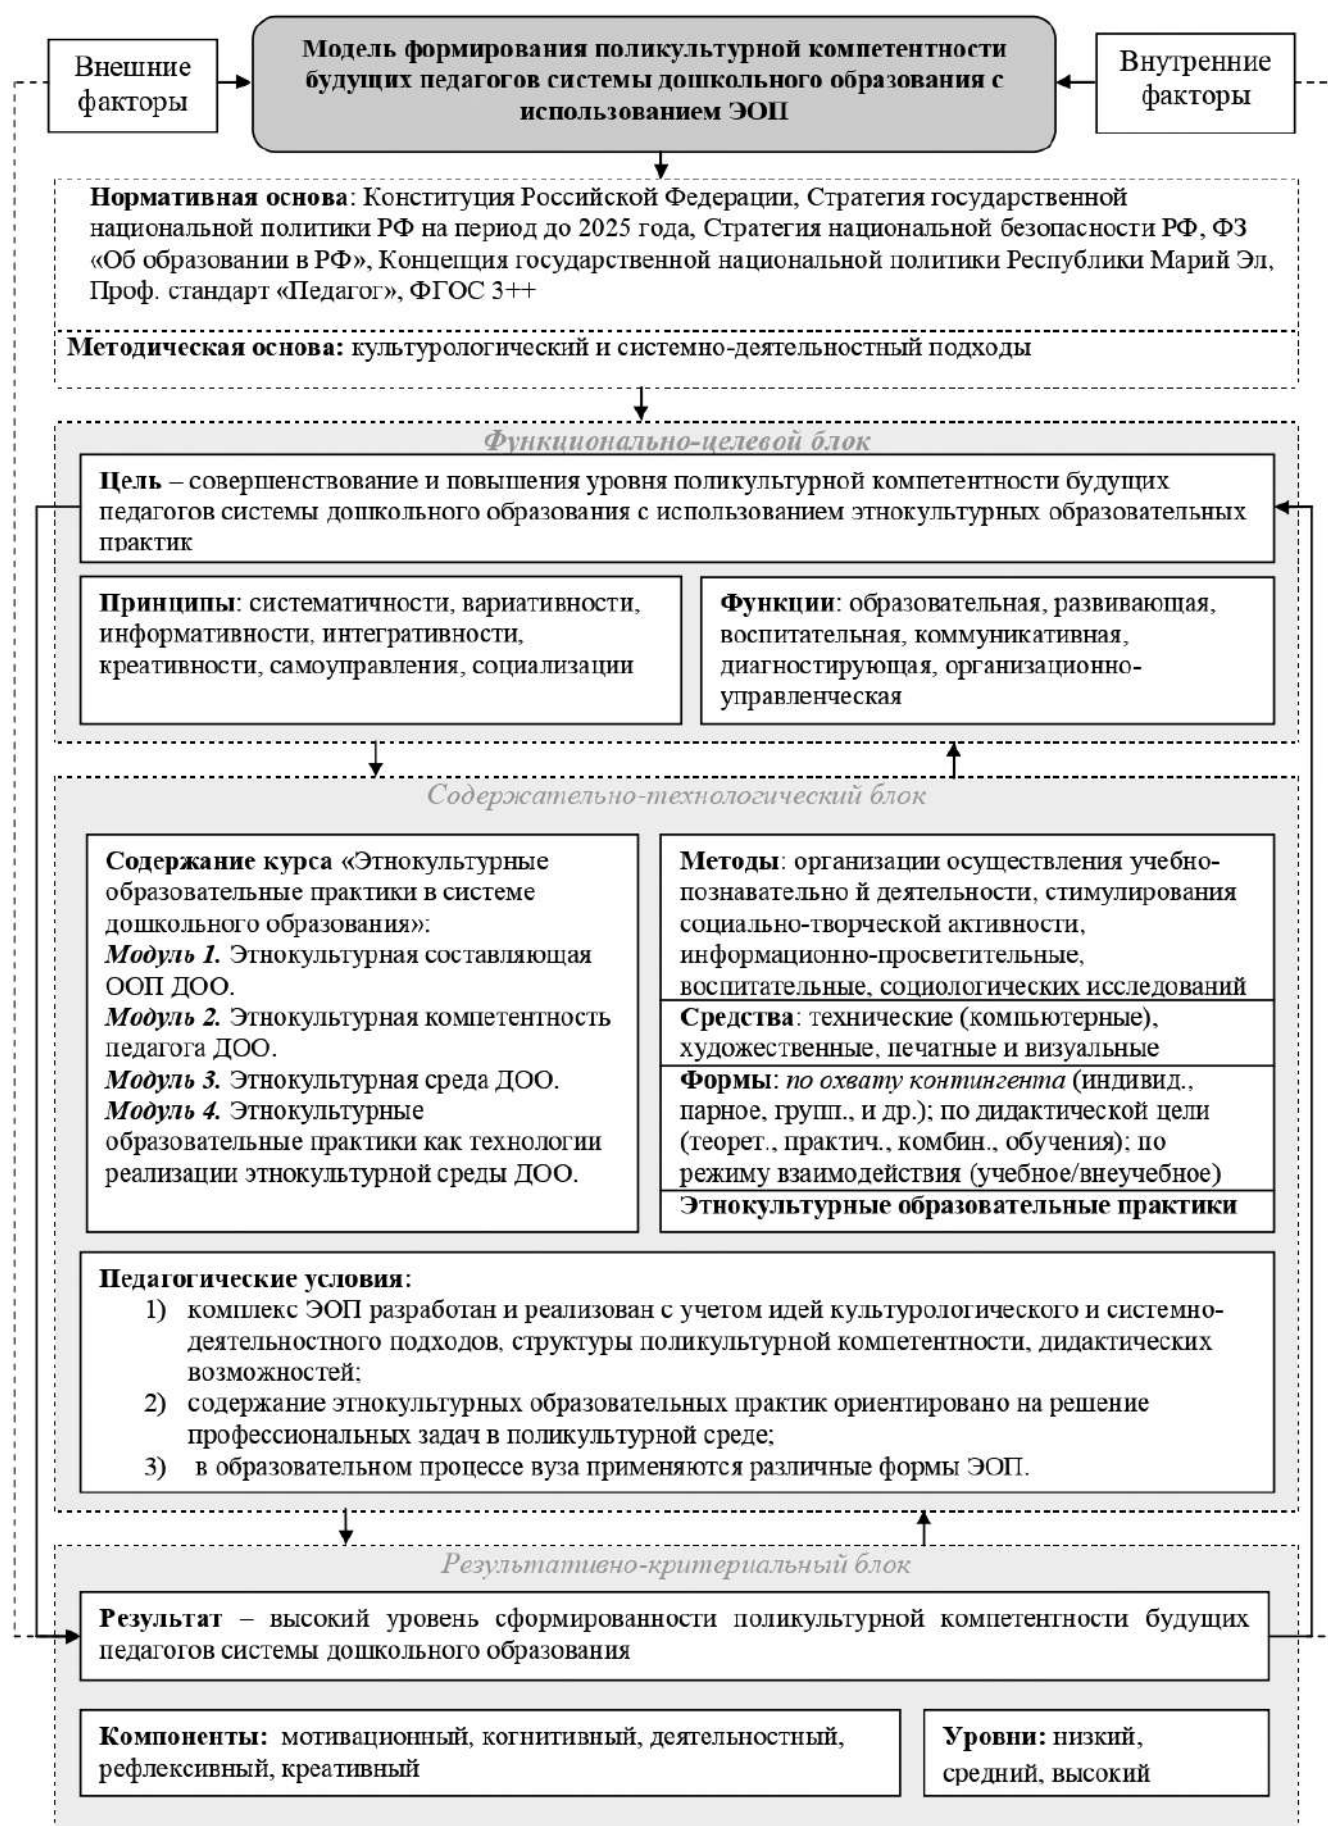 Внешние
факторы
Модель формирования поликультурной компетентности
будущих педагогов системы дошкольного образования с
использованием ЭОП
Внутренние
факторы
Нормативная основа: Конституция Российской Федерации, Стратегия государственной
национальной политики РФ на период до 2025 года, Стратегия национальной безопасности РФ, ФЗ
«Об образовании в РФ», Концепция государственной национальной политики Республики Марий Эл,
Проф. стандарт «Педагог», ФГОС 3++
Методическая основа: культурологический и системно-деятельностный подходы
Функционально-целевой блок
Цель – совершенствование и повышения уровня поликультурной компетентности будущих
педагогов системы дошкольного образования с использованием этнокультурных образовательных
практик
Принципы: систематичности, вариативности,
информативности, интегративности,
креативности, самоуправления, социализации
Функции: образовательная, развивающая,
воспитательная, коммуникативная,
диагностирующая, организационно-
управленческая
Содержательно-технологический блок
Содержание курса «Этнокультурные
образовательные практики в системе
дошкольного образования»:
Модуль 1. Этнокультурная составляющая
ООП ДОО.
Модуль 2. Этнокультурная компетентность
педагога ДОО.
Модуль 3. Этнокультурная среда ДОО.
Модуль 4. Этнокультурные
образовательные практики как технологии
реализации этнокультурной среды ДОО.
Методы: организации осуществления учебно-
познавательно й деятельности, стимулирования
социально-творческой активности,
информационно-просветительные,
воспитательные, социологических исследований
Средства: технические (компьютерные),
художественные, печатные и визуальные
Формы: по охвату контингента (индивид.,
парное, групп., и др.); по дидактической цели
(теорет., практич., комбин., обучения); по
режиму взаимодействия (учебное/внеучебное)
Этнокультурные образовательные практики
Педагогические условия:
1) комплекс ЭОП разработан и реализован с учетом идей культурологического и системно-
деятельностного подходов, структуры поликультурной компетентности, дидактических
возможностей;
2) содержание этнокультурных образовательных практик ориентировано на решение
профессиональных задач в поликультурной среде;
3) в образовательном процессе вуза применяются различные формы ЭОП.
Результативно-критериальный блок
Результат – высокий уровень сформированности поликультурной компетентности будущих
педагогов системы дошкольного образования
Компоненты: мотивационный, когнитивный, деятельностный,
рефлексивный, креативный
Уровни: низкий,
средний, высокий